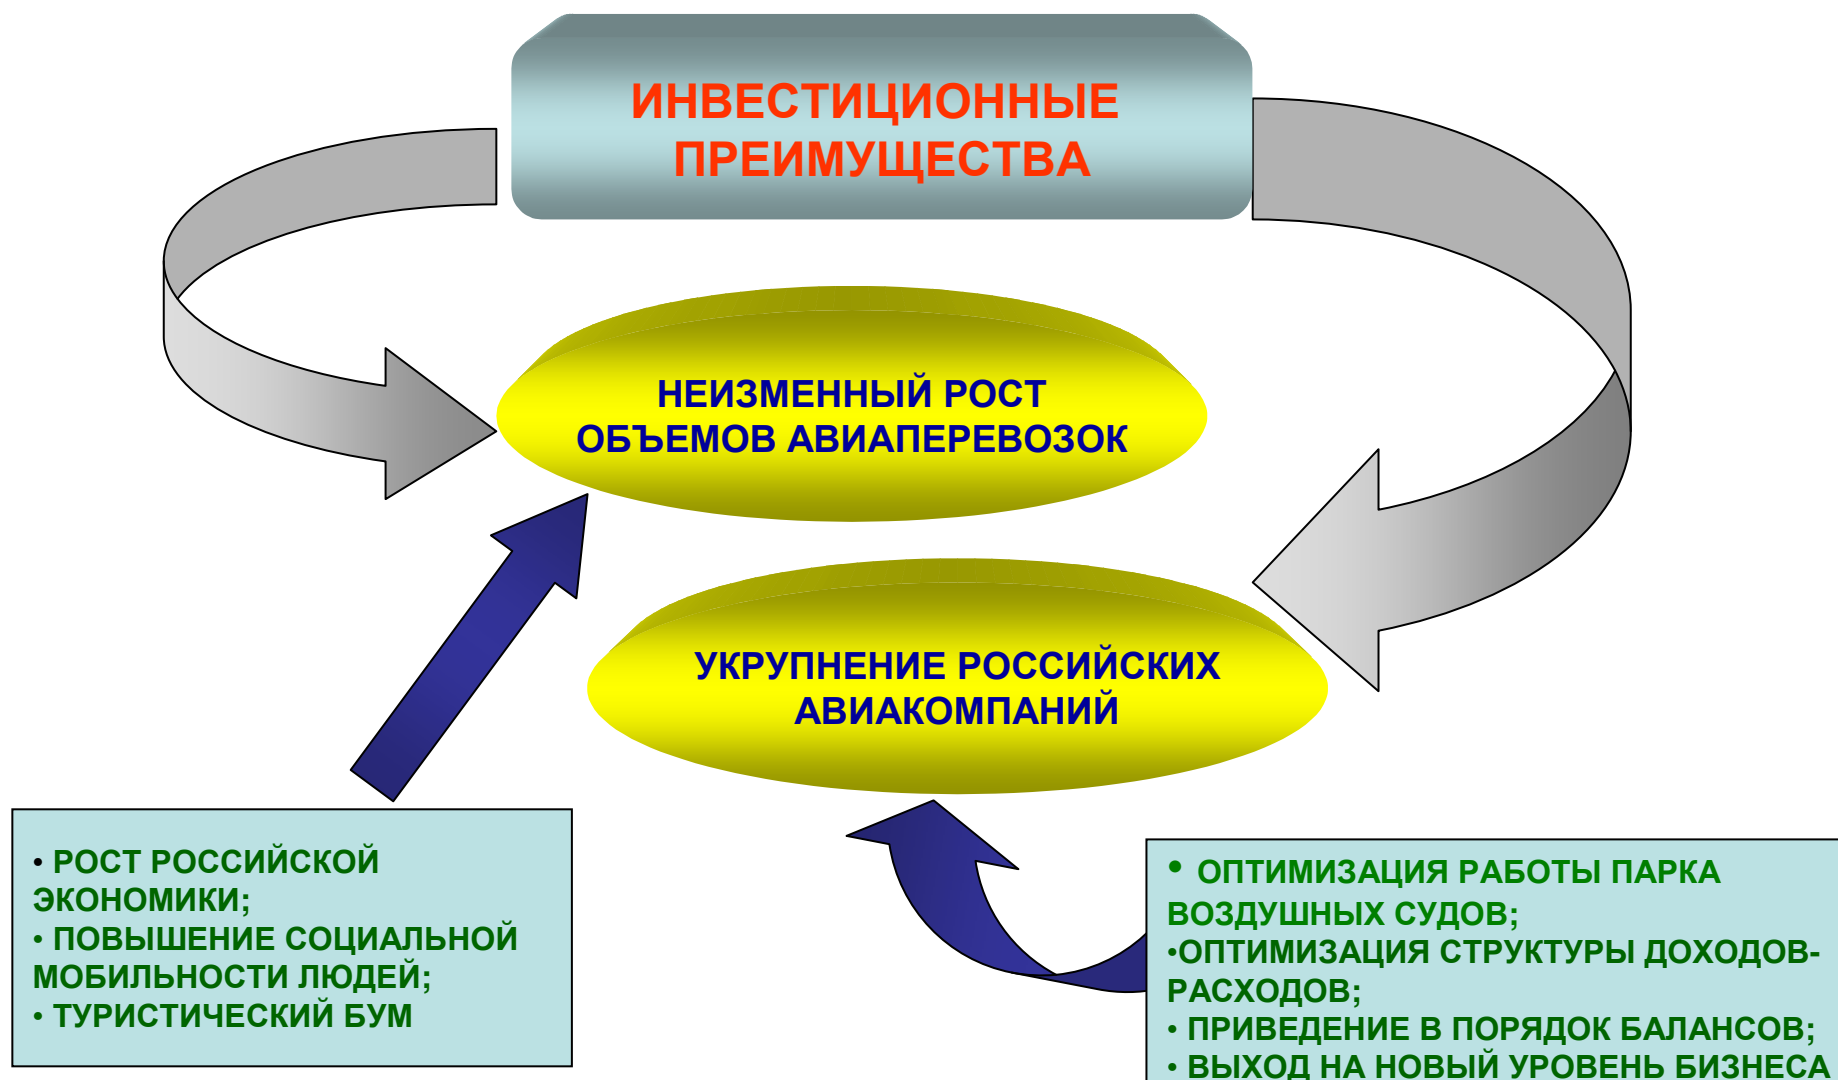 ИНВЕСТИЦИОННЫЕ
ПРЕИМУЩЕСТВА
НЕИЗМЕННЫЙ РОСТ
ОБЪЕМОВ АВИАПЕРЕВОЗОК
УКРУПНЕНИЕ РОССИЙСКИХ
АВИАКОМПАНИЙ
• РОСТ РОССИЙСКОЙ
ЭКОНОМИКИ;
• ПОВЫШЕНИЕ СОЦИАЛЬНОЙ
МОБИЛЬНОСТИ ЛЮДЕЙ;
• ТУРИСТИЧЕСКИЙ БУМ
• ОПТИМИЗАЦИЯ РАБОТЫ ПАРКА
ВОЗДУШНЫХ СУДОВ;
•ОПТИМИЗАЦИЯ СТРУКТУРЫ ДОХОДОВ-
РАСХОДОВ;
• ПРИВЕДЕНИЕ В ПОРЯДОК БАЛАНСОВ;
• ВЫХОД НА НОВЫЙ УРОВЕНЬ БИЗНЕСА